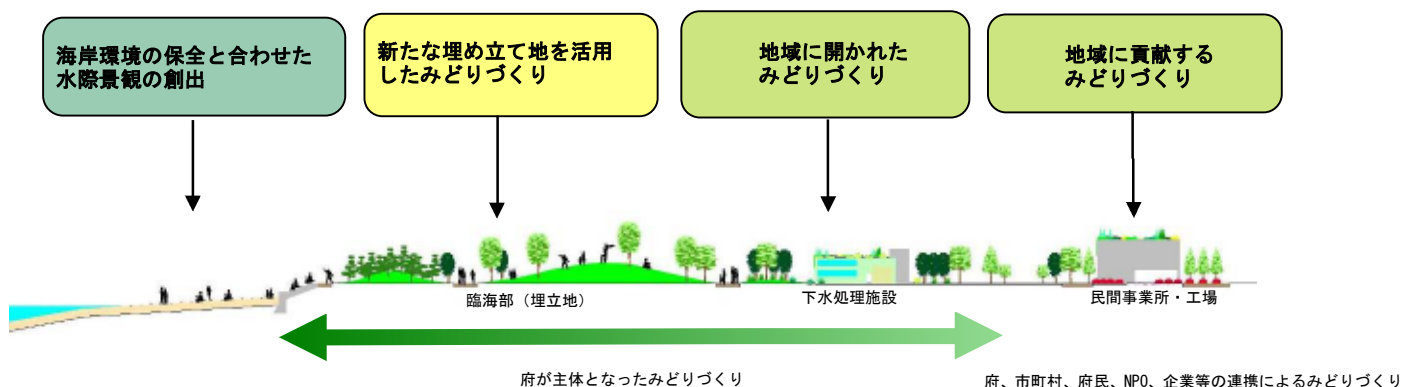 海岸環境の保全と合わせた
水際景観の創出
新たな埋め立て地を活用
したみどりづくり
地域に開かれた
みどりづくり
地域に貢献する
みどりづくり
臨海部（埋立地）
下水処理施設
民間事業所・工場
府が主体となったみどりづくり
府、市町村、府民、NPO、企業等の連携によるみどりづくり